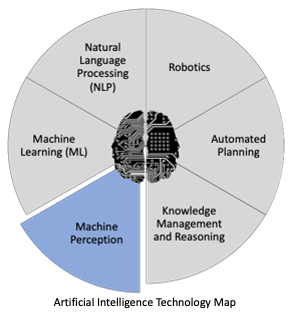 Natural
Language
Processing
(NLP)
Robotics
Machine
Learning (ML)
Automated
Planning
Machine
Perception
Knowledge
Management
and Reasoning
Artificial Intelligence Technology Map